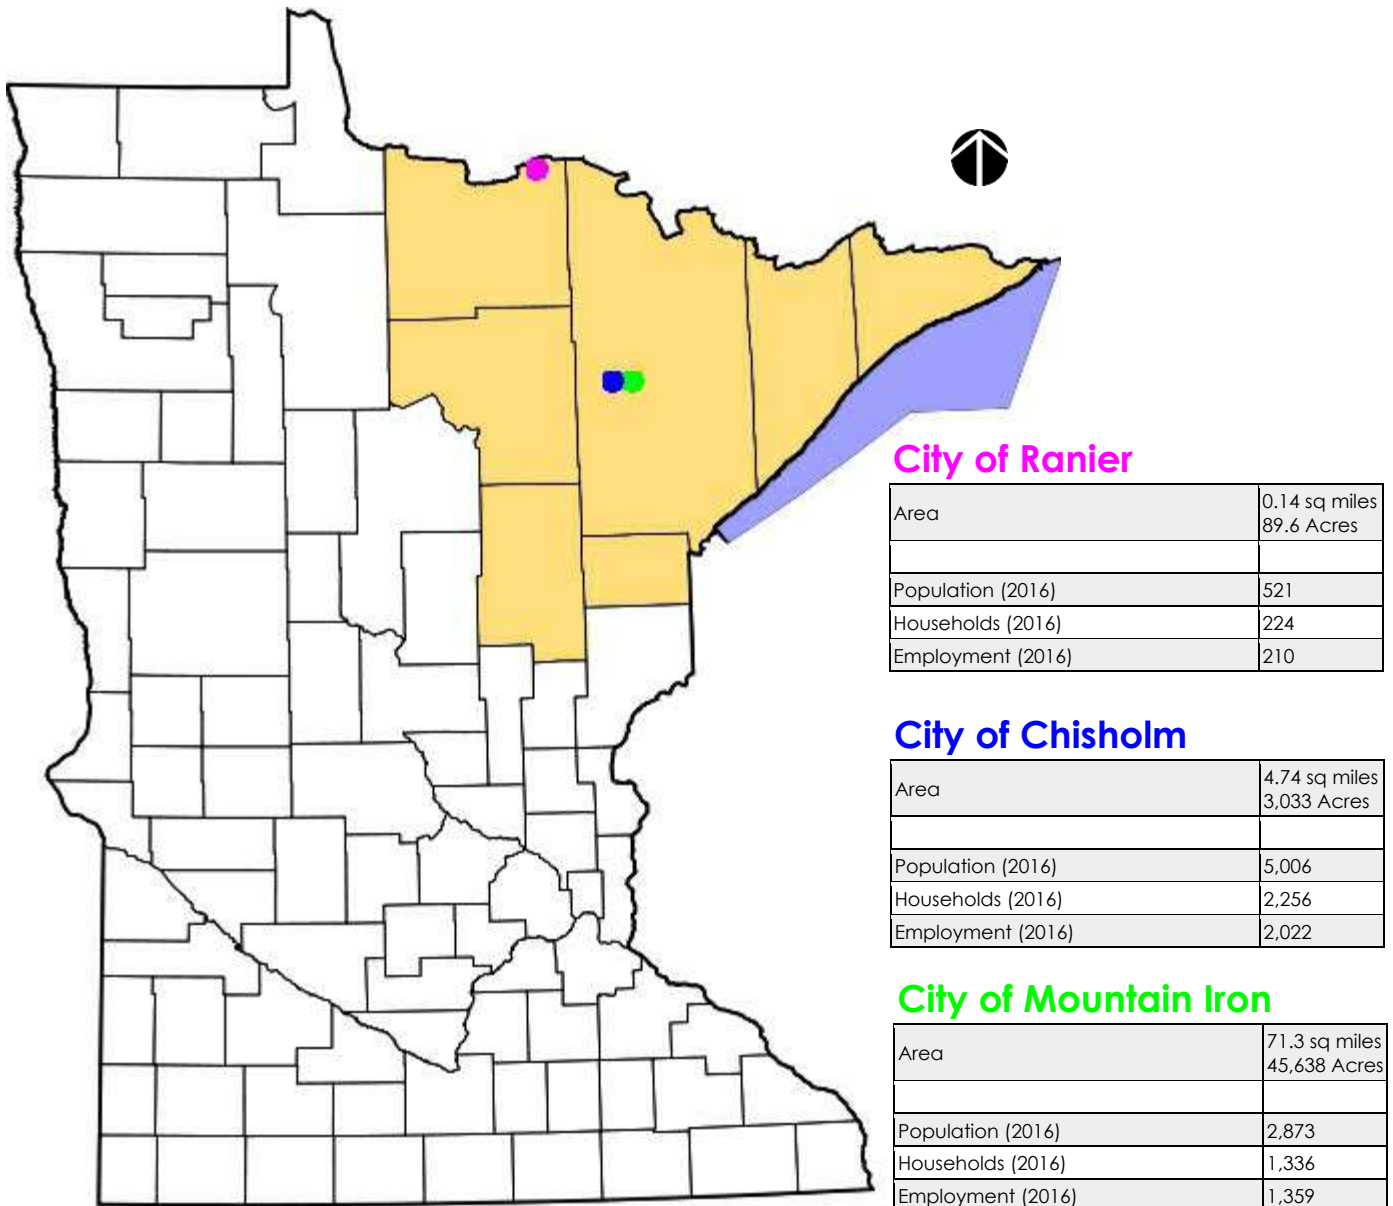 City of Ranier
Area 0.14 sq miles
89.6 Acres
Population (2016) 521
Households (2016) 224
Employment (2016) 210
City of Chisholm
Area 4.74 sq miles
3,033 Acres
Population (2016) 5,006
Households (2016) 2,256
Employment (2016) 2,022
City of Mountain Iron
Area 71.3 sq miles
45,638 Acres
Population (2016) 2,873
Households (2016) 1,336
Employment (2016) 1,359